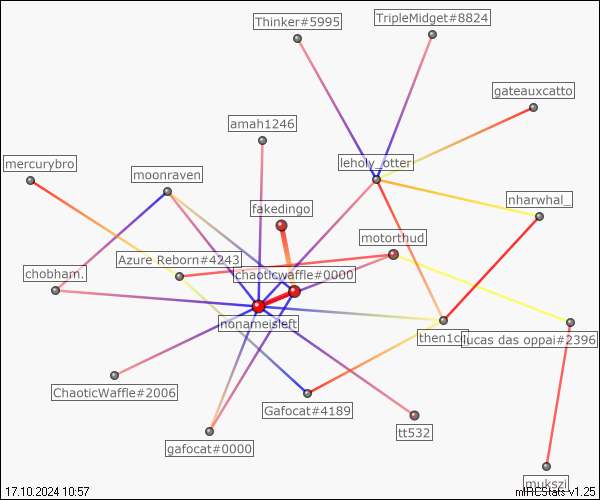 Thinker#5995
TripleMidget#8824
gateauxcatto
amah1246
mercurybro
moonraven
leholy_otter
nharwhal_
fakedingo
motorthud
Azure Reborn#4243
chobham.
chaoticwaffle#0000
nonameisleft
lucas das oppai#2396
ChaoticWaffle#2006
Gafocat#4189
tt532
gafocat#0000
mukszi
17.10.2024 10:57
mIRCStats v1.25